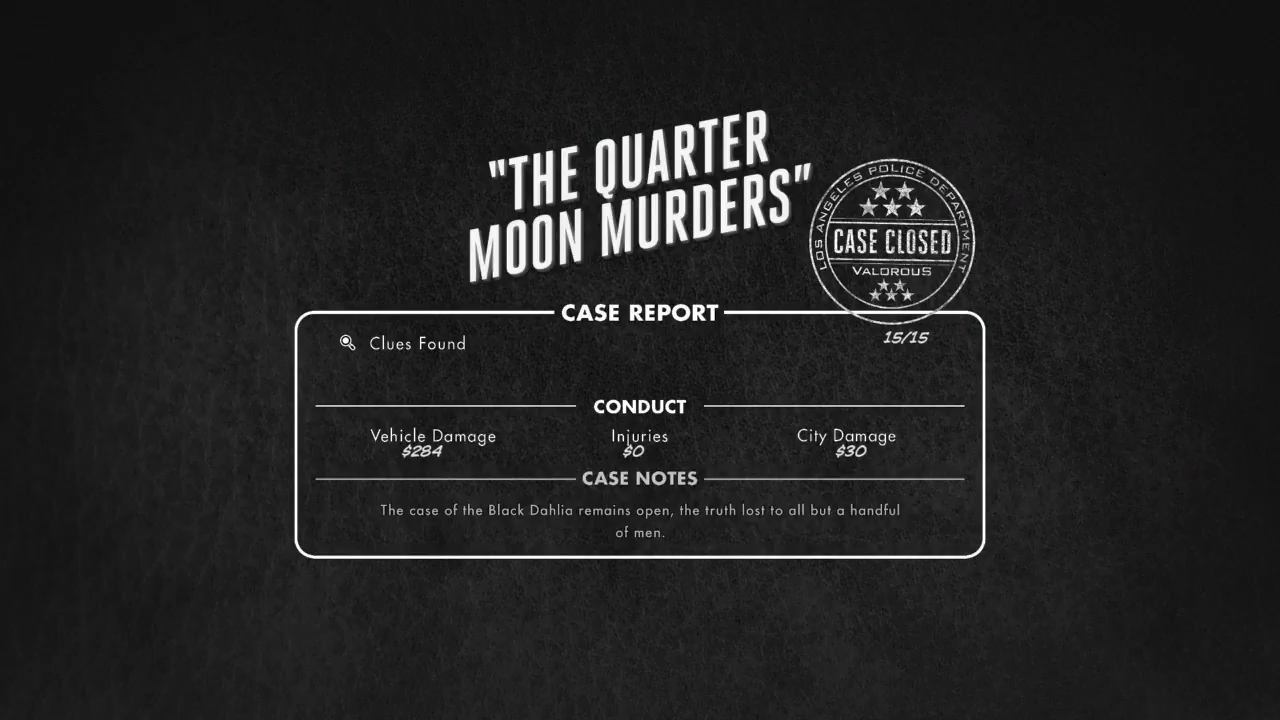 "THE QUARTER
MOON MURDERS"
LOS ANGELES POLICE DEPARTMENT
CASE CLOSED
VALOROUS
CASE REPORT
Clues Found 15/15
CONDUCT
Vehicle Damage Injuries City Damage
$284 $0 $30
CASE NOTES
The case of the Black Dahlia remains open, the truth lost to all but a handful
of men.